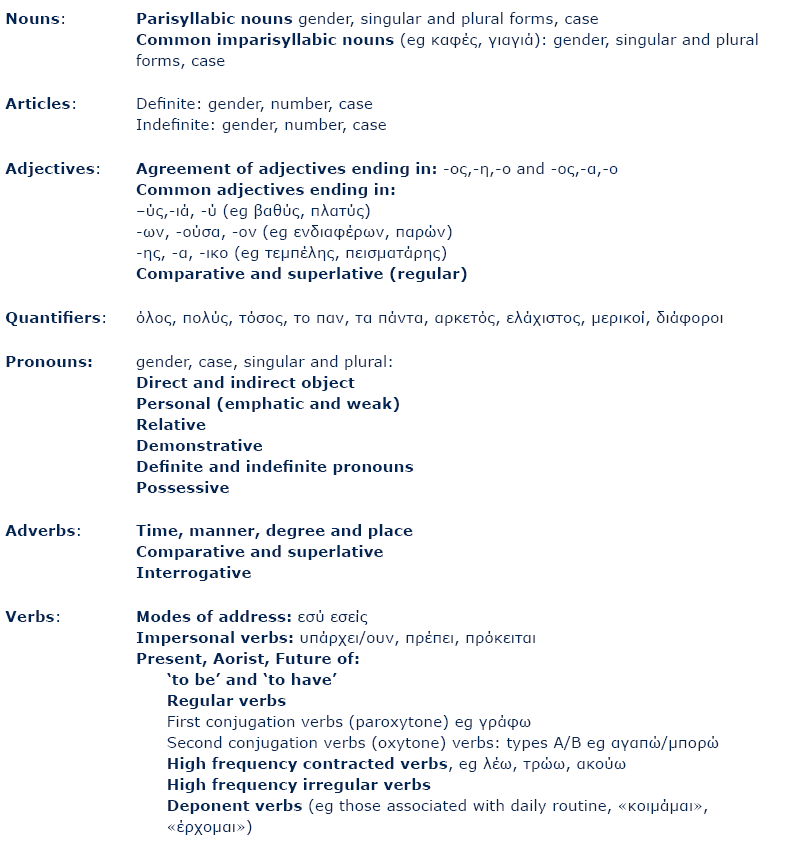 Nouns: Parisyllabic nouns gender, singular and plural forms, case
Common imparisyllabic nouns (eg καφές, γιαγιά): gender, singular and plural
forms, case
Articles: Definite: gender, number, case
Indefinite: gender, number, case
Adjectives: Agreement of adjectives ending in: -ος,-η,-ο and -ος,-α,-ο
Common adjectives ending in:
–ύς,-ιά, -ύ (eg βαθύς, πλατύς)
-ων, -ούσα, -ον (eg ενδιαφέρων, παρών)
-ης, -α, -ικο (eg τεμπέλης, πεισματάρης)
Comparative and superlative (regular)
Quantifiers: όλος, πολύς, τόσος, το παν, τα πάντα, αρκετός, ελάχιστος, μερικοί, διάφοροι
Pronouns: gender, case, singular and plural:
Direct and indirect object
Personal (emphatic and weak)
Relative
Demonstrative
Definite and indefinite pronouns
Possessive
Adverbs: Time, manner, degree and place
Comparative and superlative
Interrogative
Verbs: Modes of address: εσύ εσείς
Impersonal verbs: υπάρχει/ουν, πρέπει, πρόκειται
Present, Aorist, Future of:
‘to be’ and ‘to have’
Regular verbs
First conjugation verbs (paroxytone) eg γράφω
Second conjugation verbs (oxytone) verbs: types A/B eg αγαπώ/μπορώ
High frequency contracted verbs, eg λέω, τρώω, ακούω
High frequency irregular verbs
Deponent verbs (eg those associated with daily routine, «κοιμάμαι»,
«έρχομαι»)